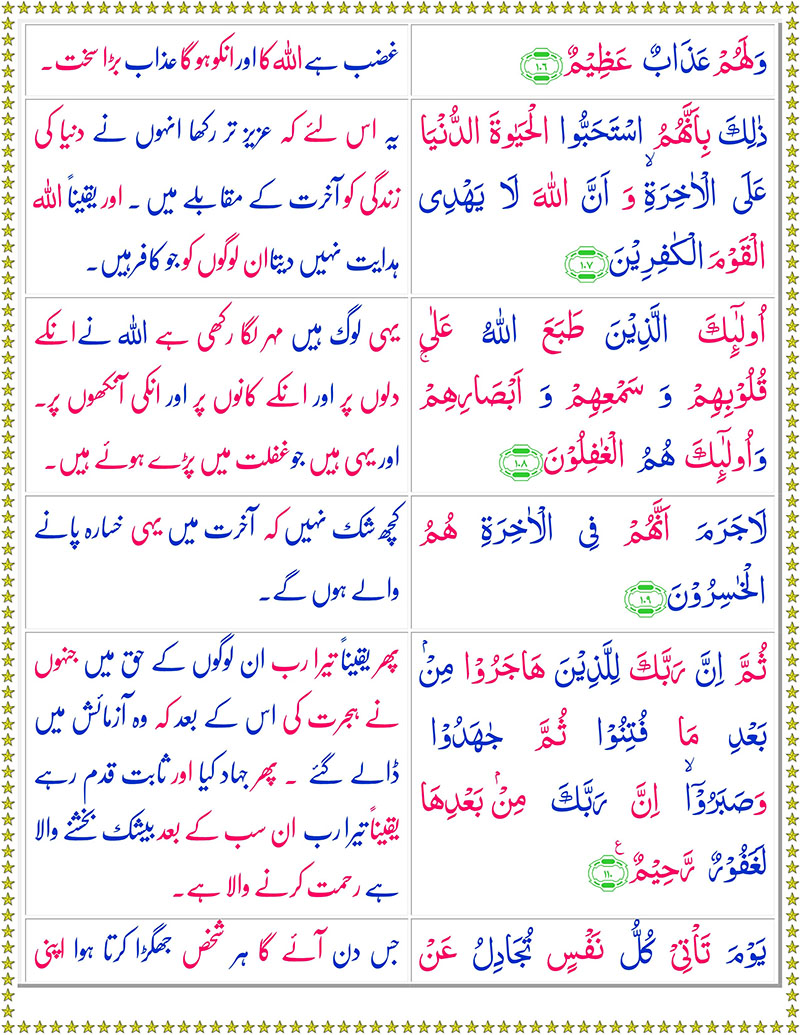 وَلَهُمْ عَذَابٌ عَظِيْمٌ ١٠٦
غضب ہے اللہ کا اور انکو ہو گا عذاب بڑا سخت۔
ذٰلِكَ بِاَنَّهُمُ اسْتَحَبُّوا الْحَيٰوةَ الدُّنْيَا
عَلَى الْاٰخِرَةِ ۙ وَ اَنَّ اللهَ لَا يَهْدِى
الْقَوْمَ الْكٰفِرِيْنَ ١٠٧
یہ اس لئے کہ عزیز تر رکھا انہوں نے دنیا کی
زندگی کو آخرت کے مقابلے میں ۔ اور یقیناً اللہ
ہدایت نہیں دیتا ان لوگوں کو جو کافر ہیں۔
اُولٰٓئِكَ الَّذِيْنَ طَبَعَ اللهُ عَلٰى
قُلُوْبِهِمْ وَ سَمْعِهِمْ وَ اَبْصَارِهِمْ ۚ
وَاُولٰٓئِكَ هُمُ الْغٰفِلُوْنَ ١٠٨
یہی لوگ ہیں مہر لگا رکھی ہے اللہ نے انکے
دلوں پر اور انکے کانوں پر اور انکی آنکھوں پر۔
اور یہی ہیں جو غفلت میں پڑے ہوئے ہیں۔
لَاجَرَمَ اَنَّهُمْ فِى الْاٰخِرَةِ هُمُ
الْخٰسِرُوْنَ ١٠٩
کچھ شک نہیں کہ آخرت میں یہی خسارہ پانے
والے ہوں گے۔
ثُمَّ اِنَّ رَبَّكَ لِلَّذِيْنَ هَاجَرُوْا مِنْۢ
بَعْدِ مَا فُتِنُوْا ثُمَّ جٰهَدُوْا
وَصَبَرُوْۤا ۙ اِنَّ رَبَّكَ مِنْۢ بَعْدِهَا
لَغَفُوْرٌ رَّحِيْمٌ ١١٠ ع
پھر یقیناً تیرا رب ان لوگوں کے حق میں جنہوں
نے ہجرت کی اس کے بعد کہ وہ آزمائش میں
ڈالے گئے ۔ پھر جہاد کیا اور ثابت قدم رہے
یقیناً تیرا رب ان سب کے بعد بیشک بخشنے والا
ہے رحمت کرنے والا ہے۔
يَوْمَ تَاْتِىْ كُلُّ نَفْسٍ تُجَادِلُ عَنْ
جس دن آئے گا ہر شخص جھگڑا کرتا ہوا اپنی